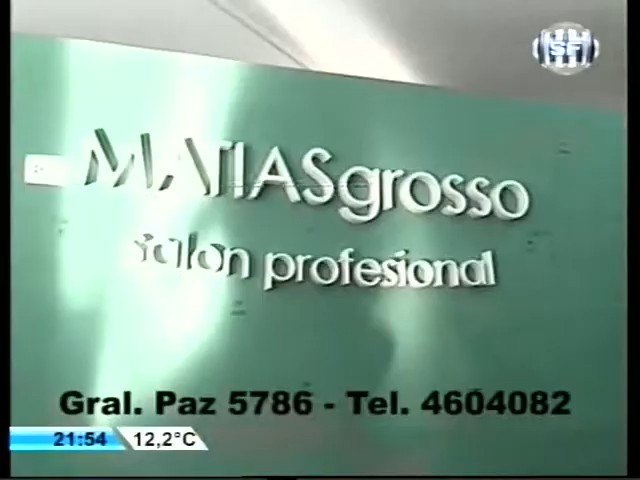 SF
MATIASgrosso
salon profesional
Gral. Paz 5786 - Tel. 4604082
21:54 12,2°C